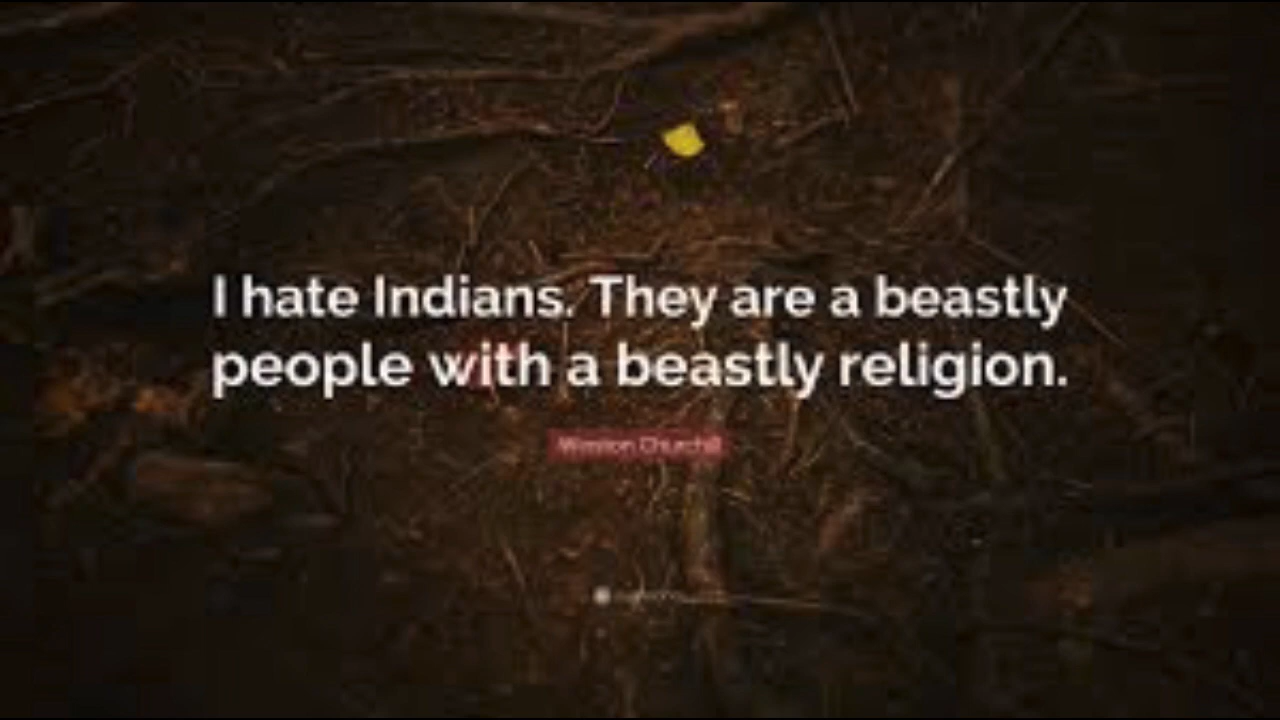 I hate Indians. They are a beastly
people with a beastly religion.
Winston Churchill